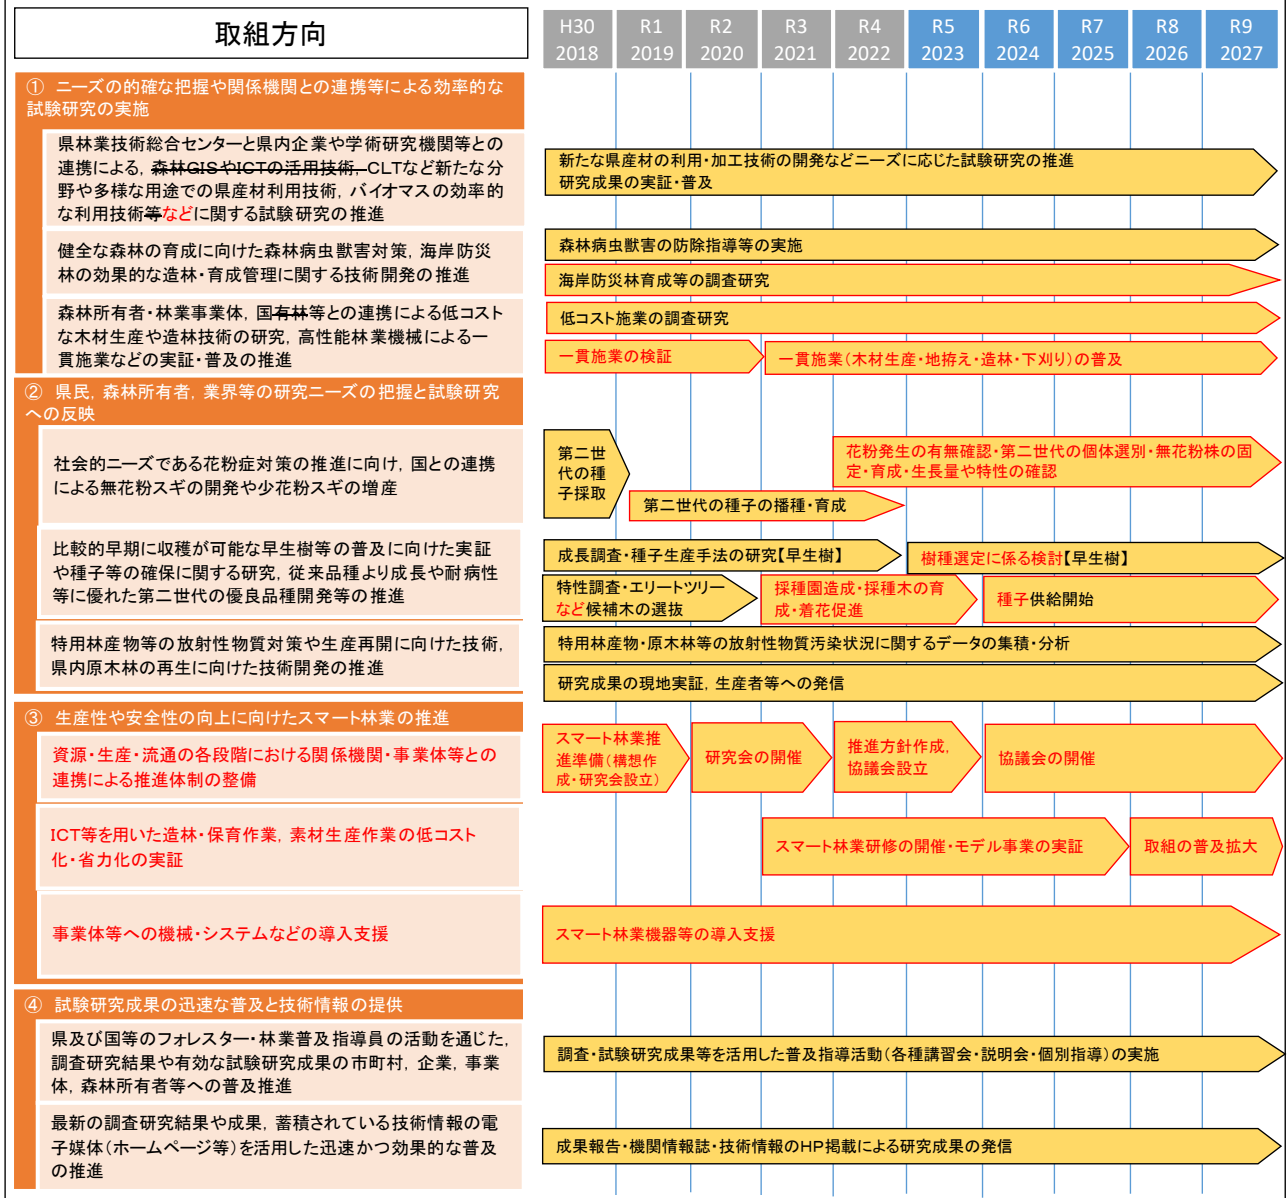 取組方向
H30 R1 R2 R3 R4 R5 R6 R7 R8 R9
2018 2019 2020 2021 2022 2023 2024 2025 2026 2027
① ニーズの的確な把握や関係機関との連携等による効率的な
試験研究の実施
県林業技術総合センターと県内企業や学術研究機関等との
連携による, 森林GISやICTの活用技術, CLTなど新たな分
野や多様な用途での県産材利用技術, バイオマスの効率的
な利用技術等などに関する試験研究の推進
新たな県産材の利用・加工技術の開発などニーズに応じた試験研究の推進
研究成果の実証・普及
健全な森林の育成に向けた森林病虫獣害対策, 海岸防災
林の効果的な造林・育成管理に関する技術開発の推進
森林病虫獣害の防除指導等の実施
海岸防災林育成等の調査研究
森林所有者・林業事業体, 国有林等との連携による低コスト
な木材生産や造林技術の研究, 高性能林業機械による一
貫施業などの実証・普及の推進
低コスト施業の調査研究
一貫施業の検証
一貫施業(木材生産・地拵え・造林・下刈り)の普及
② 県民, 森林所有者, 業界等の研究ニーズの把握と試験研究
への反映
社会的ニーズである花粉症対策の推進に向け, 国との連携
による無花粉スギの開発や少花粉スギの増産
第二世
代の種
子採取
第二世代の種子の播種・育成
花粉発生の有無確認・第二世代の個体選別・無花粉株の固
定・育成・生長量や特性の確認
比較的早期に収穫が可能な早生樹等の普及に向けた実証
や種子等の確保に関する研究, 従来品種より成長や耐病性
等に優れた第二世代の優良品種開発等の推進
成長調査・種子生産手法の研究【早生樹】
樹種選定に係る検討【早生樹】
特性調査・エリートツリー
など候補木の選抜
採種園造成・採種木の育
成・着花促進
種子供給開始
特用林産物等の放射性物質対策や生産再開に向けた技術,
県内原木林の再生に向けた技術開発の推進
特用林産物・原木林等の放射性物質汚染状況に関するデータの集積・分析
研究成果の現地実証, 生産者等への発信
③ 生産性や安全性の向上に向けたスマート林業の推進
資源・生産・流通の各段階における関係機関・事業体等との
連携による推進体制の整備
スマート林業推
進準備(構想作
成・研究会設立)
研究会の開催
推進方針作成,
協議会設立
協議会の開催
ICT等を用いた造林・保育作業, 素材生産作業の低コスト
化・省力化の実証
スマート林業研修の開催・モデル事業の実証
取組の普及拡大
事業体等への機械・システムなどの導入支援
スマート林業機器等の導入支援
④ 試験研究成果の迅速な普及と技術情報の提供
県及び国等のフォレスター・林業普及指導員の活動を通じた,
調査研究結果や有効な試験研究成果の市町村, 企業, 事業
体, 森林所有者等への普及推進
調査・試験研究成果等を活用した普及指導活動(各種講習会・説明会・個別指導)の実施
最新の調査研究結果や成果, 蓄積されている技術情報の電
子媒体(ホームページ等)を活用した迅速かつ効果的な普及
の推進
成果報告・機関情報誌・技術情報のHP掲載による研究成果の発信